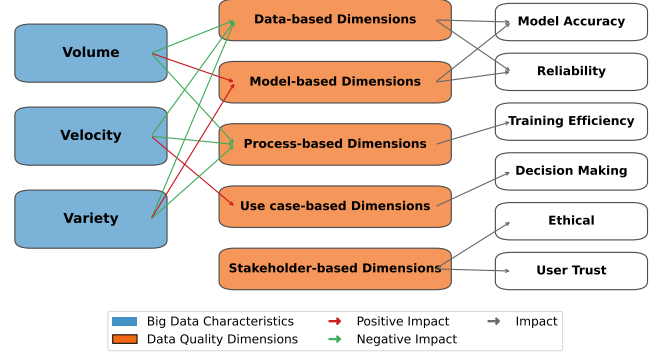 Volume
Velocity
Variety
Data-based Dimensions
Model-based Dimensions
Process-based Dimensions
Use case-based Dimensions
Stakeholder-based Dimensions
Model Accuracy
Reliability
Training Efficiency
Decision Making
Ethical
User Trust
Big Data Characteristics
Data Quality Dimensions
Positive Impact
Negative Impact
Impact